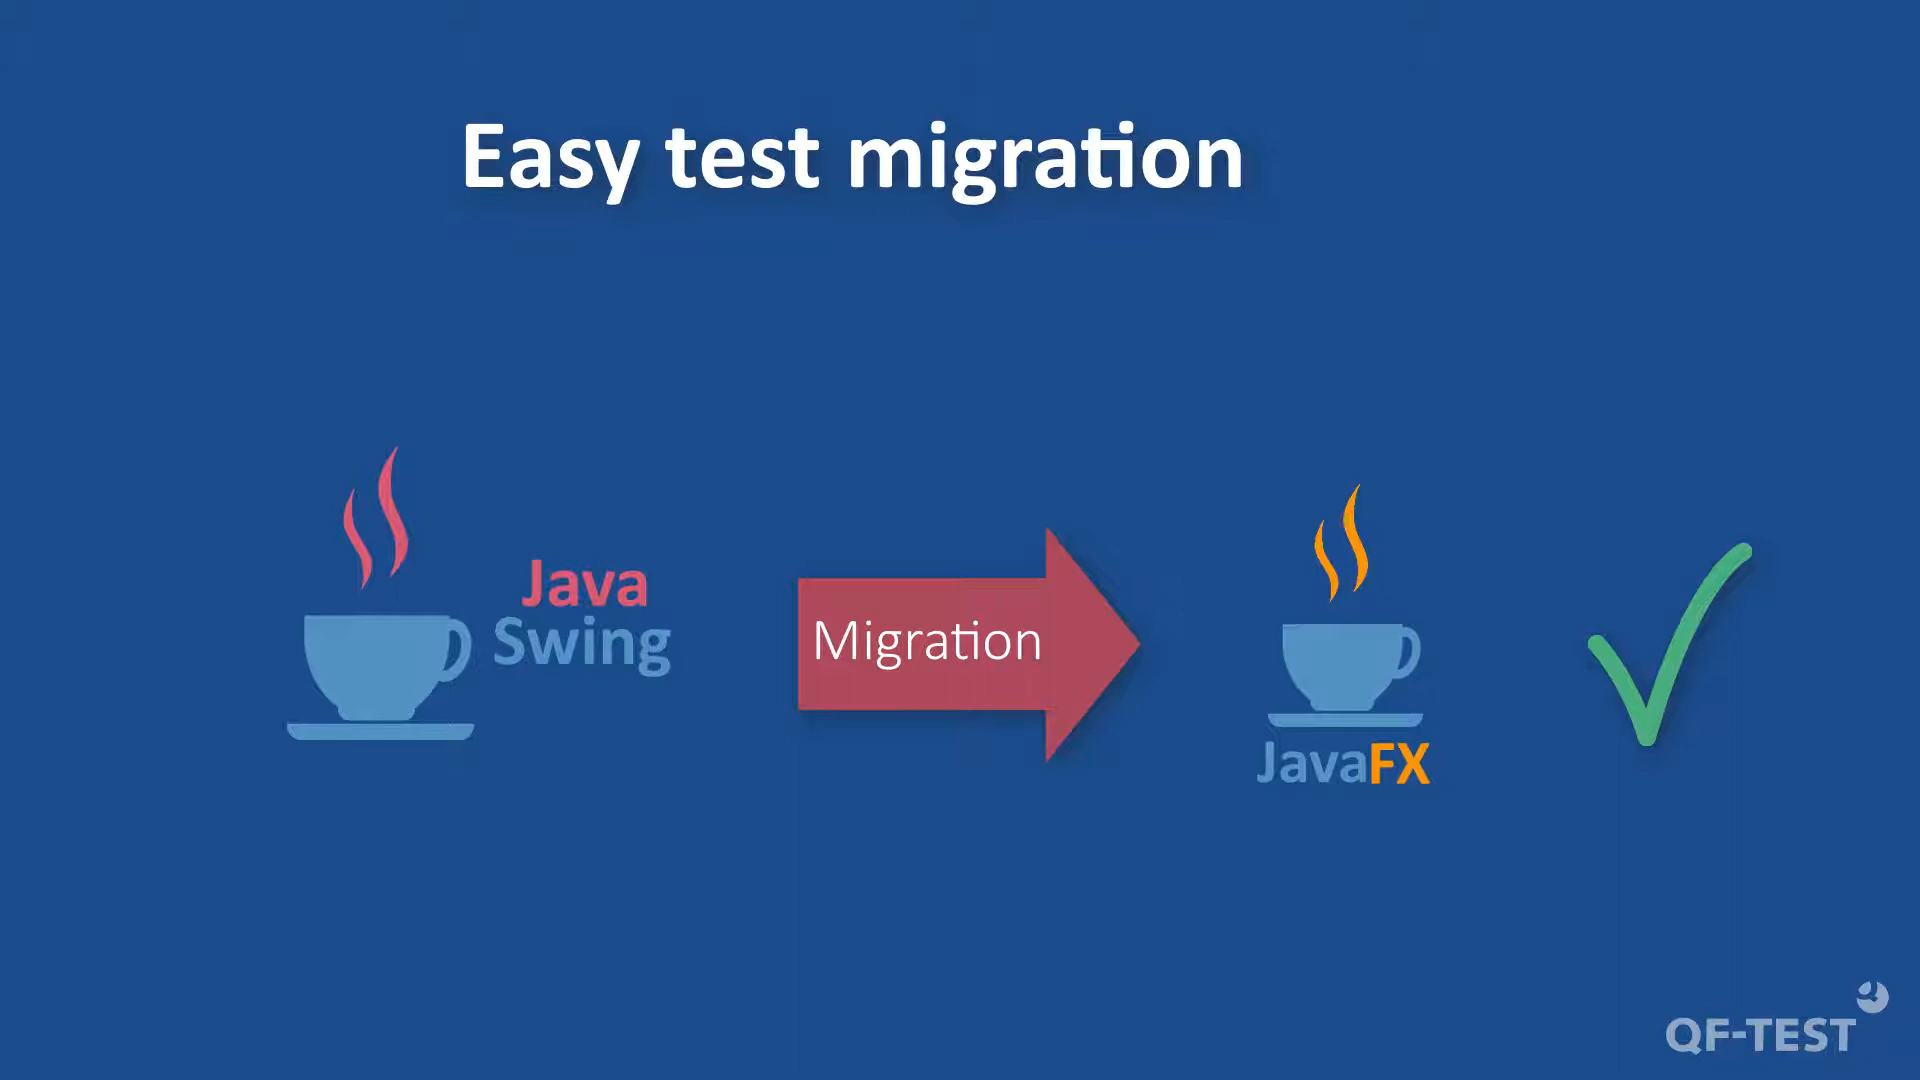 Easy test migration
Java
Swing
Migration
JavaFX
QF-TEST